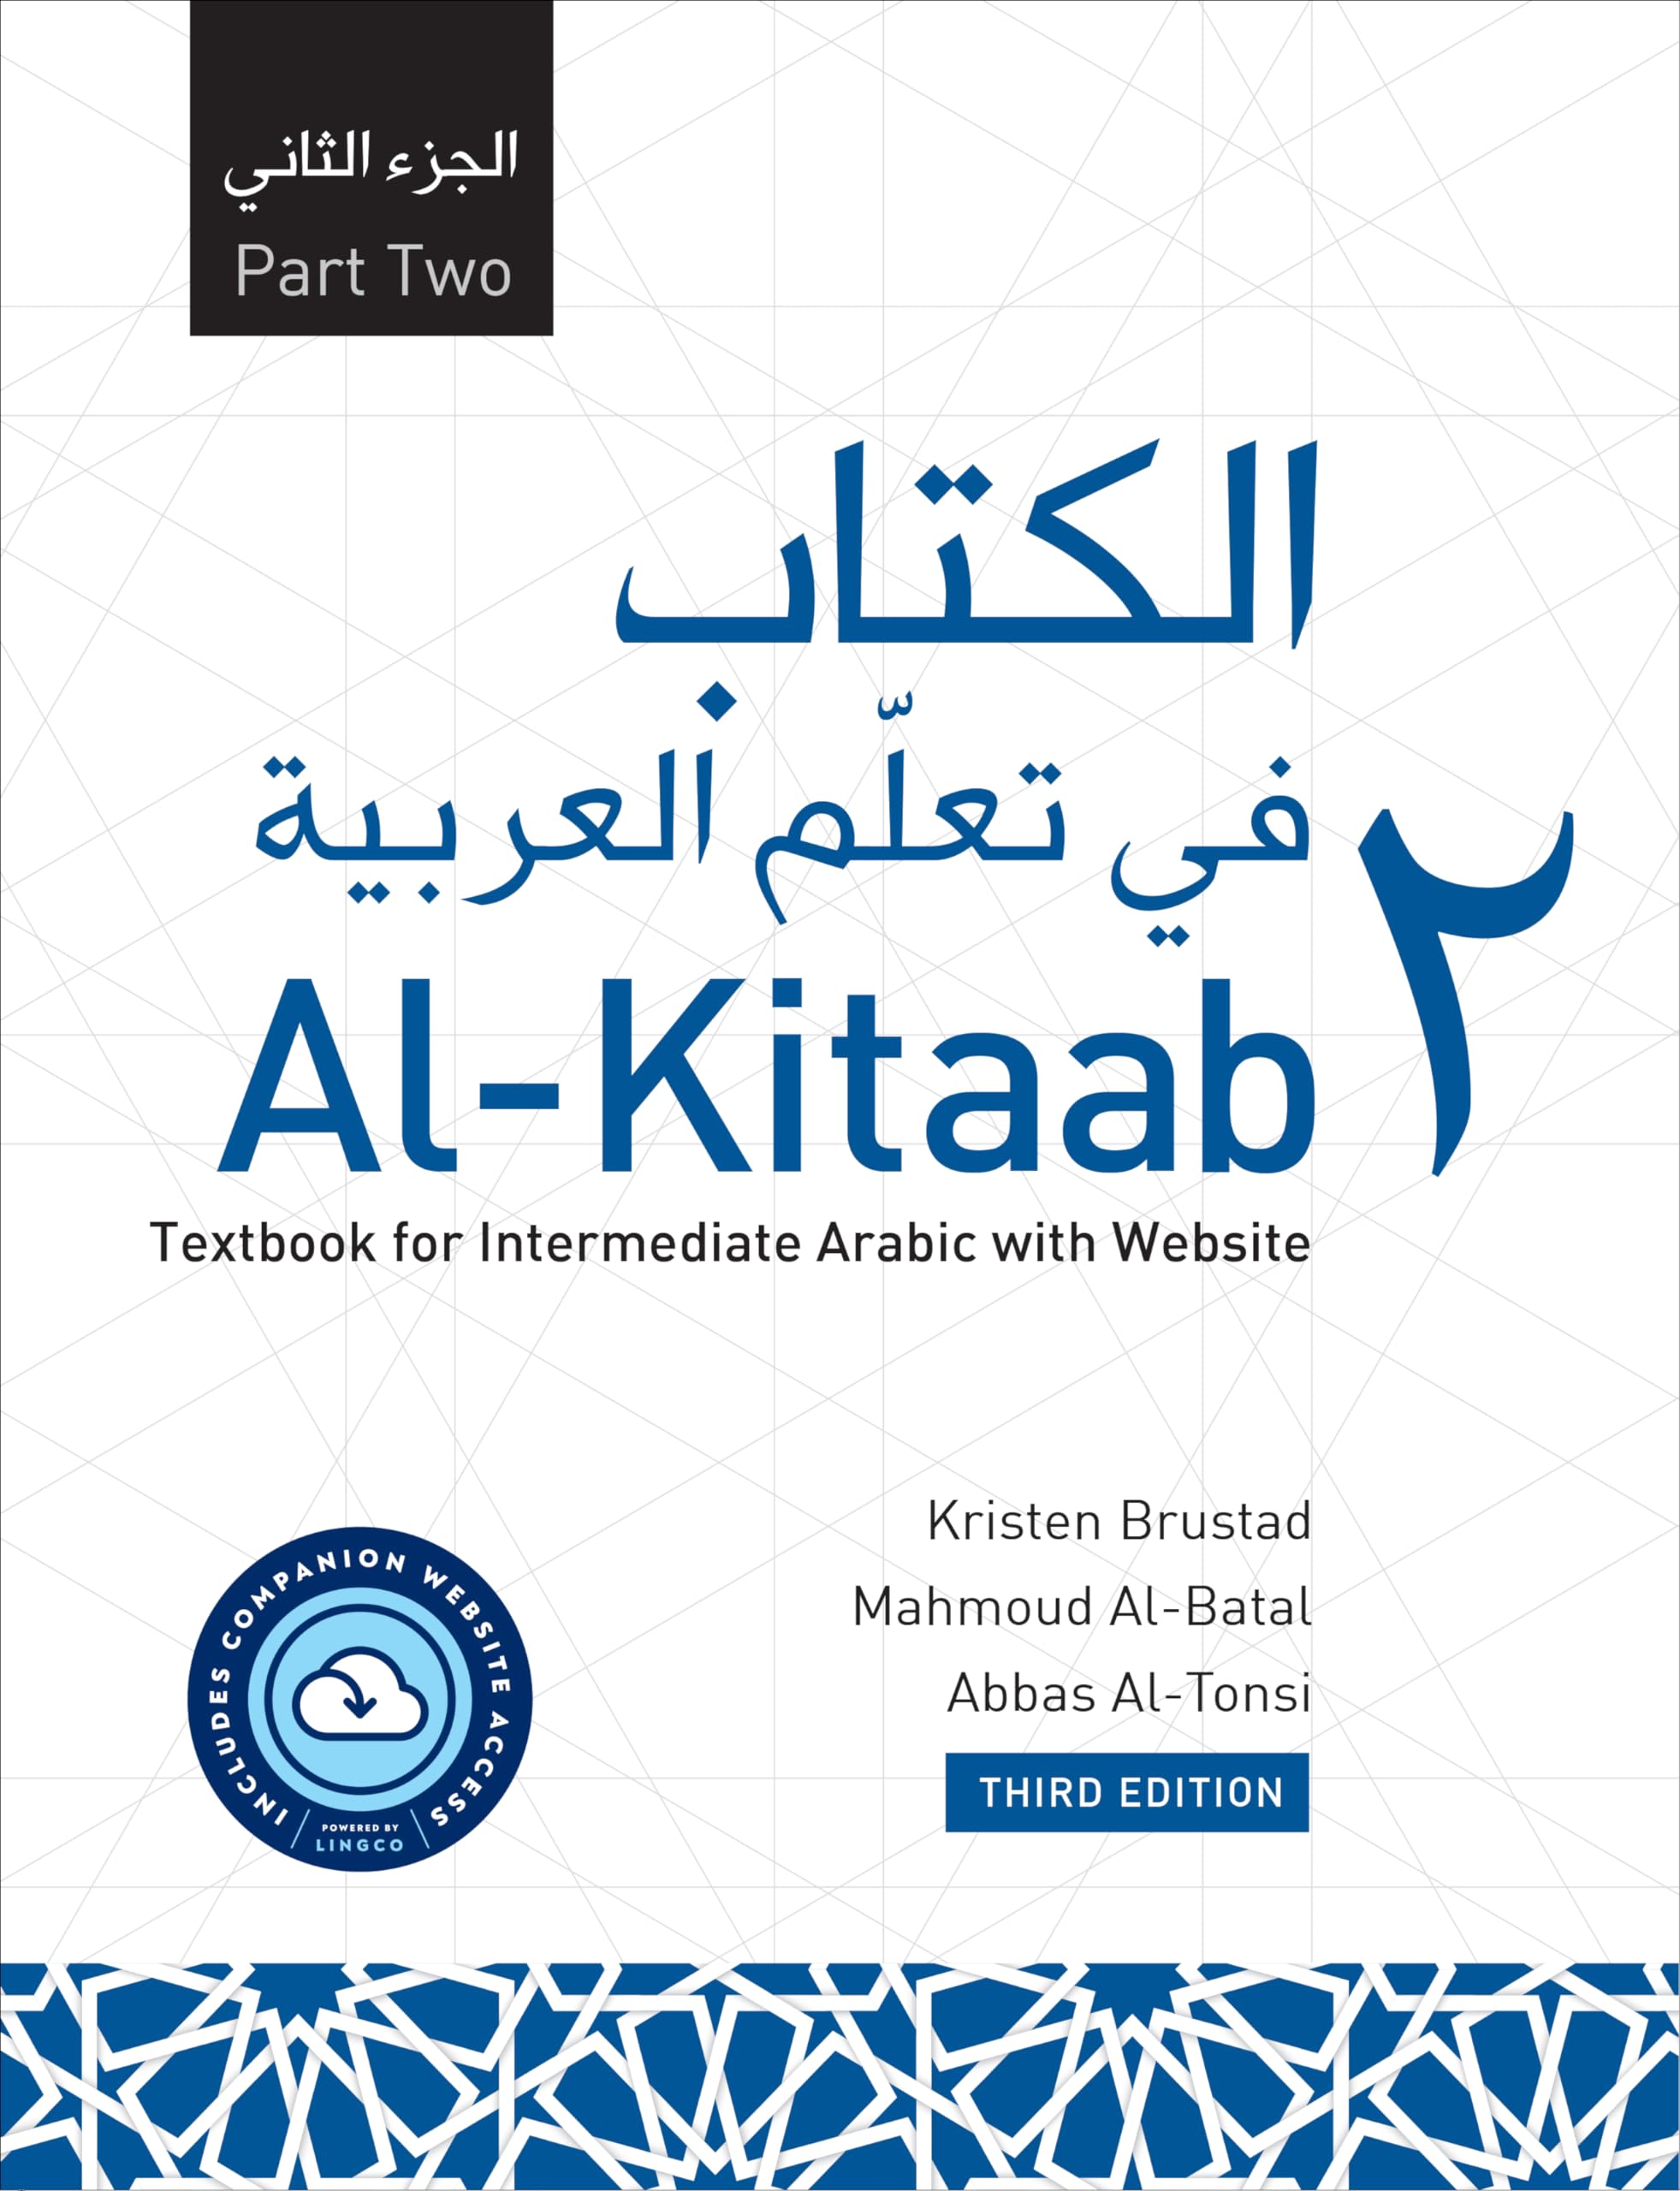 الجزء الثاني
Part Two
الكتاب
في تعلّم العربية
٢
Al-Kitaab
Textbook for Intermediate Arabic with Website
Kristen Brustad
Mahmoud Al-Batal
Abbas Al-Tonsi
THIRD EDITION
INCLUDES COMPANION WEBSITE ACCESS
POWERED BY
LINGCO